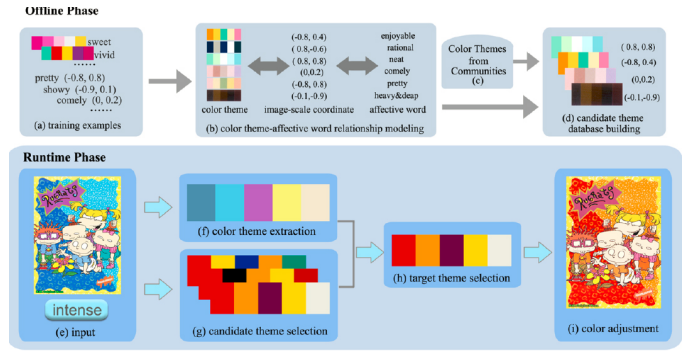 Offline Phase
sweet
vivid
......
pretty (-0.8, 0.8)
showy (-0.9, 0.1)
comely (0, 0.2)
......
(a) training examples
(-0.8, 0.4)
(0.8,-0.6)
(0.8, 0.8)
(0,0.2)
(-0.8, 0.8)
(-0.1,-0.9)
enjoyable
rational
neat
comely
pretty
heavy&deap
color theme
image-scale coordinate
affective word
(b) color theme-affective word relationship modeling
Color Themes
from
Communities
(c)
(0.8, 0.8)
(-0.8, 0.4)
(0,0.2)
(-0.1,-0.9)
(d) candidate theme
database building
Runtime Phase
Rugrats
intense
(e) input
(f) color theme extraction
(g) candidate theme selection
(h) target theme selection
Rugrats
(i) color adjustment